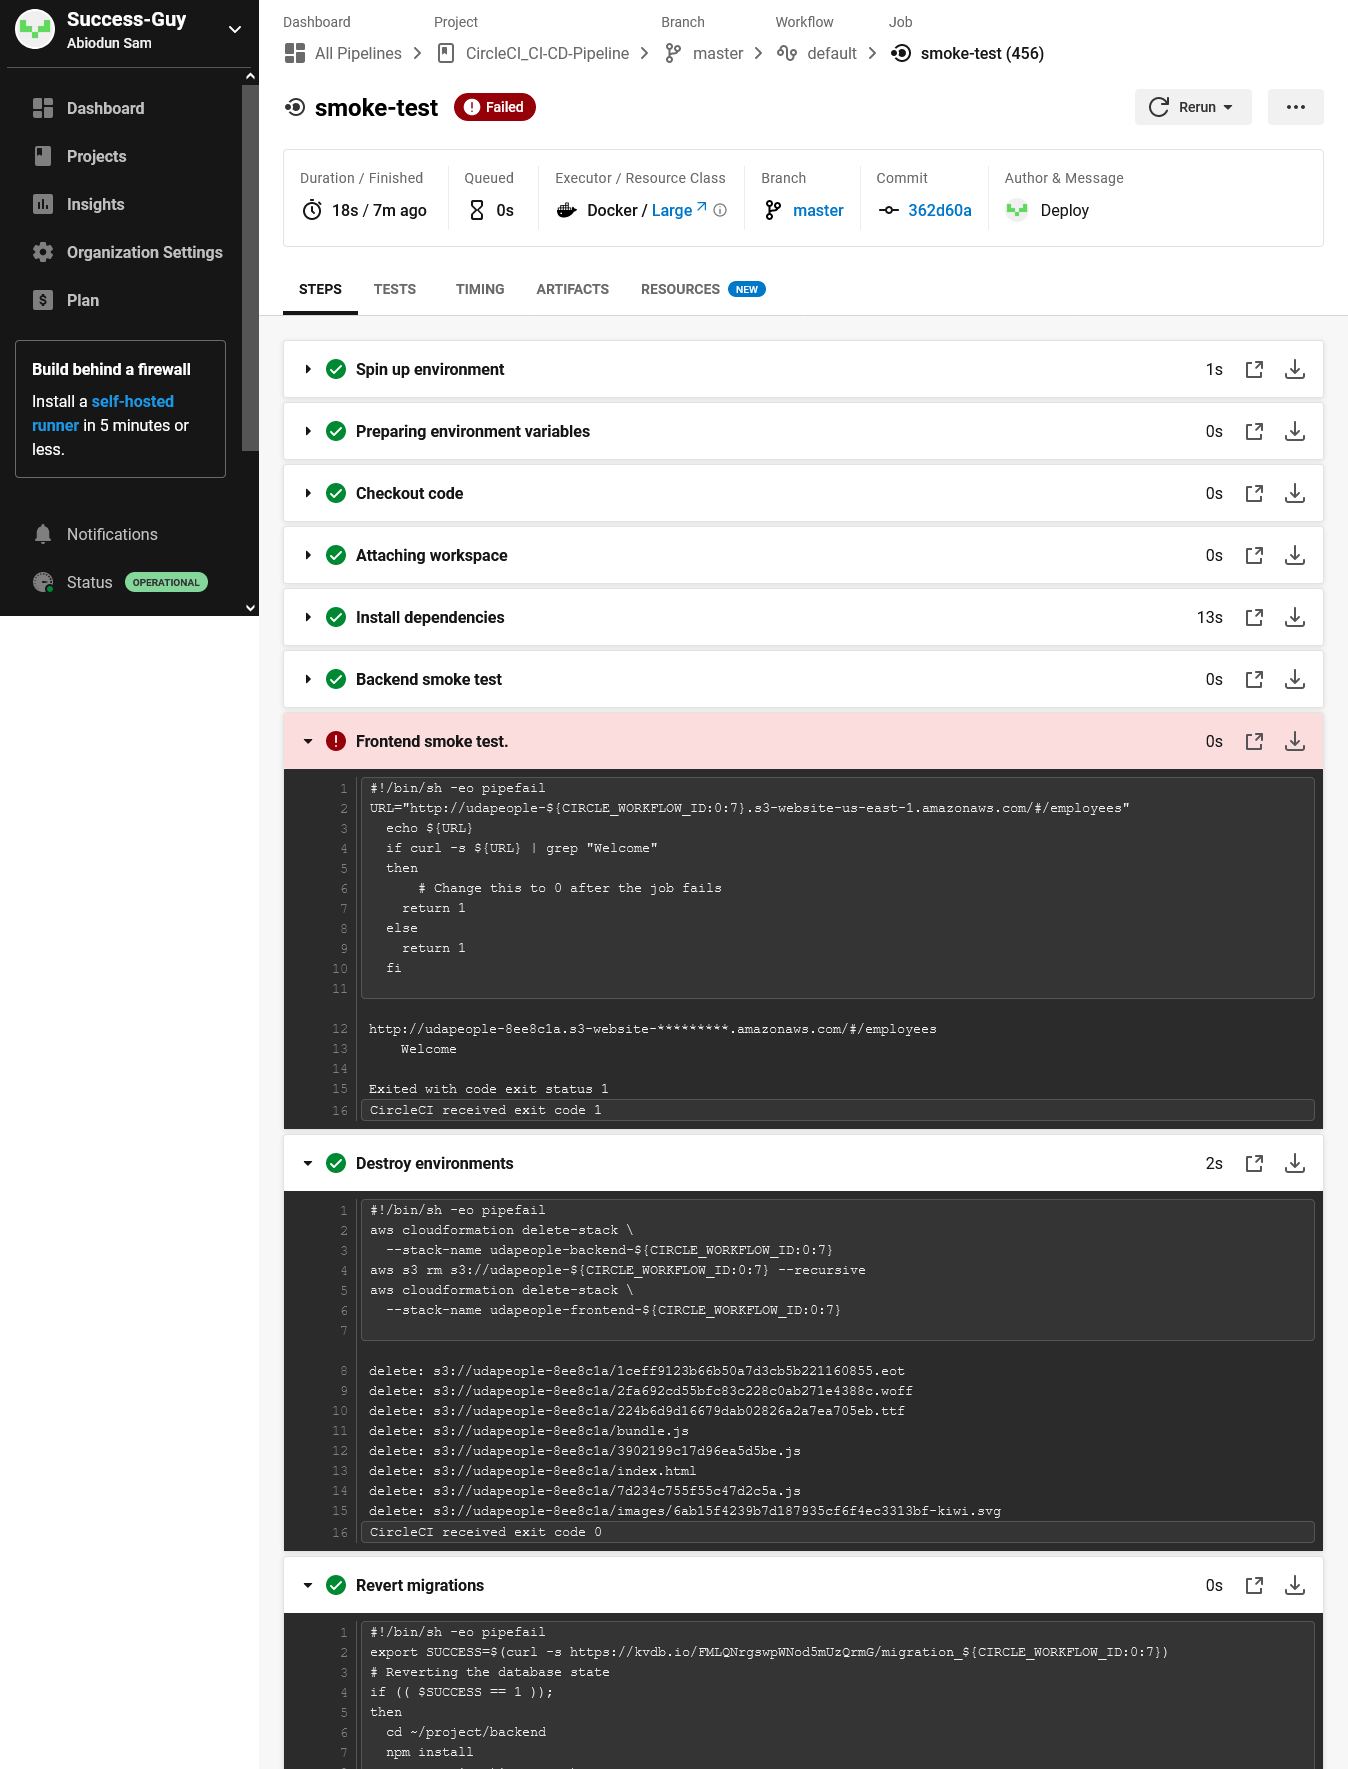 Success-Guy
Abiodun Sam
Dashboard
Projects
Insights
Organization Settings
Plan
Build behind a firewall
Install a self-hosted
runner in 5 minutes or
less.
Notifications
Status OPERATIONAL
Dashboard Project Branch Workflow Job
All Pipelines CircleCI_CI-CD-Pipeline master default smoke-test (456)
smoke-test Failed Rerun
Duration / Finished Queued Executor / Resource Class Branch Commit Author & Message
18s / 7m ago 0s Docker / Large master 362d60a Deploy
STEPS TESTS TIMING ARTIFACTS RESOURCES NEW
Spin up environment 1s
Preparing environment variables 0s
Checkout code 0s
Attaching workspace 0s
Install dependencies 13s
Backend smoke test 0s
Frontend smoke test. 0s
1 #!/bin/sh -eo pipefail
2 URL="http://udapeople-${CIRCLE_WORKFLOW_ID:0:7}.s3-website-us-east-1.amazonaws.com/#/employees"
3 echo ${URL}
4 if curl -s ${URL} | grep "Welcome"
5 then
6 # Change this to 0 after the job fails
7 return 1
8 else
9 return 1
10 fi
11
12 http://udapeople-8ee8c1a.s3-website-*********.amazonaws.com/#/employees
13 Welcome
14
15 Exited with code exit status 1
16 CircleCI received exit code 1
Destroy environments 2s
1 #!/bin/sh -eo pipefail
2 aws cloudformation delete-stack \
3 --stack-name udapeople-backend-${CIRCLE_WORKFLOW_ID:0:7}
4 aws s3 rm s3://udapeople-${CIRCLE_WORKFLOW_ID:0:7} --recursive
5 aws cloudformation delete-stack \
6 --stack-name udapeople-frontend-${CIRCLE_WORKFLOW_ID:0:7}
7
8 delete: s3://udapeople-8ee8c1a/1ceff9123b66b50a7d3cb5b221160855.eot
9 delete: s3://udapeople-8ee8c1a/2fa692cd55bfc83c228c0ab271e4388c.woff
10 delete: s3://udapeople-8ee8c1a/224b6d9d16679dab02826a2a7ea705eb.ttf
11 delete: s3://udapeople-8ee8c1a/bundle.js
12 delete: s3://udapeople-8ee8c1a/3902199c17d96ea5d5be.js
13 delete: s3://udapeople-8ee8c1a/index.html
14 delete: s3://udapeople-8ee8c1a/7d234c755f55c47d2c5a.js
15 delete: s3://udapeople-8ee8c1a/images/6ab15f4239b7d187935cf6f4ec3313bf-kiwi.svg
16 CircleCI received exit code 0
Revert migrations 0s
1 #!/bin/sh -eo pipefail
2 export SUCCESS=$(curl -s https://kvdb.io/FMLQNrgswpWNod5mUzQrmG/migration_${CIRCLE_WORKFLOW_ID:0:7})
3 # Reverting the database state
4 if (( $SUCCESS == 1 ));
5 then
6 cd ~/project/backend
7 npm install